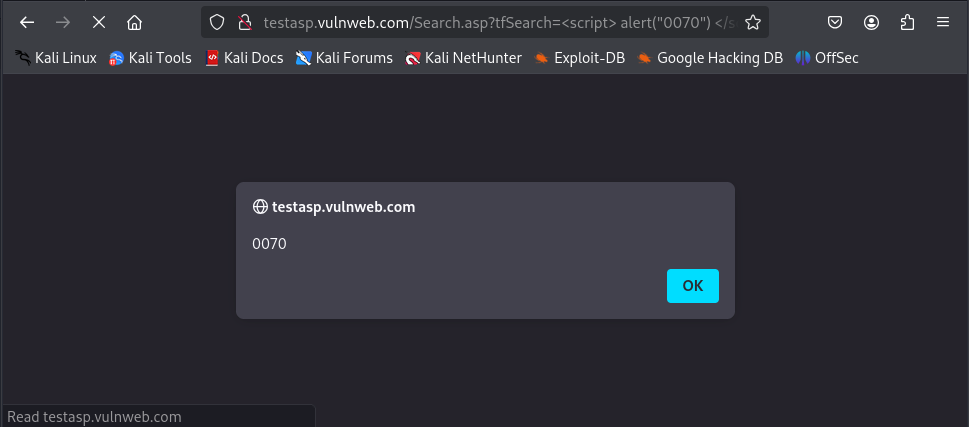 testasp.vulnweb.com/Search.asp?tfSearch=<script> alert("0070") </s
Kali Linux Kali Tools Kali Docs Kali Forums Kali NetHunter Exploit-DB Google Hacking DB OffSec
testasp.vulnweb.com
0070
OK
Read testasp.vulnweb.com